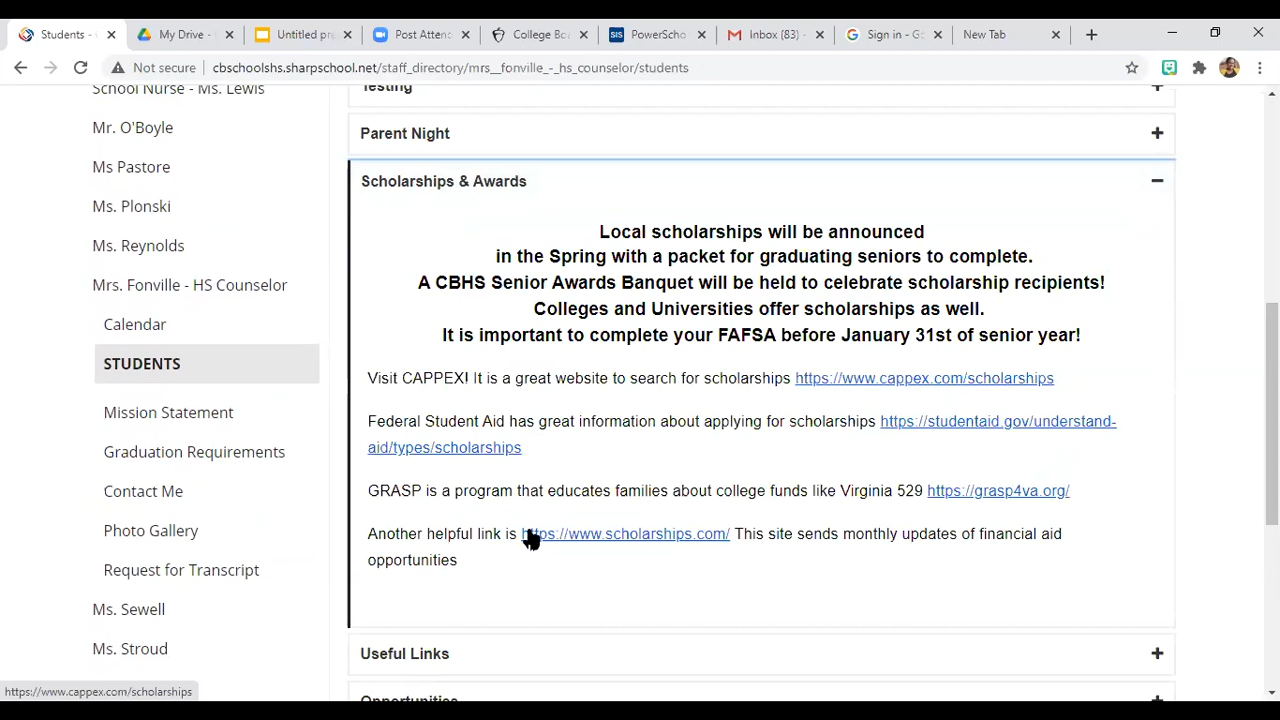 Students -
My Drive -
Untitled pre
Post Attend
College Bo
PowerScho
Inbox (83) -
Sign in - G
New Tab
Not secure
cbschoolshs.sharpschool.net/staff_directory/mrs__fonville_-_hs_counselor/students
School Nurse - Ms. Lewis
Mr. O'Boyle
Ms Pastore
Ms. Plonski
Ms. Reynolds
Mrs. Fonville - HS Counselor
Calendar
STUDENTS
Mission Statement
Graduation Requirements
Contact Me
Photo Gallery
Request for Transcript
Ms. Sewell
Ms. Stroud
Testing
Parent Night
Scholarships & Awards
Local scholarships will be announced
in the Spring with a packet for graduating seniors to complete.
A CBHS Senior Awards Banquet will be held to celebrate scholarship recipients!
Colleges and Universities offer scholarships as well.
It is important to complete your FAFSA before January 31st of senior year!
Visit CAPPEX! It is a great website to search for scholarships https://www.cappex.com/scholarships
Federal Student Aid has great information about applying for scholarships https://studentaid.gov/understand-
aid/types/scholarships
GRASP is a program that educates families about college funds like Virginia 529 https://grasp4va.org/
Another helpful link is https://www.scholarships.com/ This site sends monthly updates of financial aid
opportunities
Useful Links
Opportunities
https://www.cappex.com/scholarships